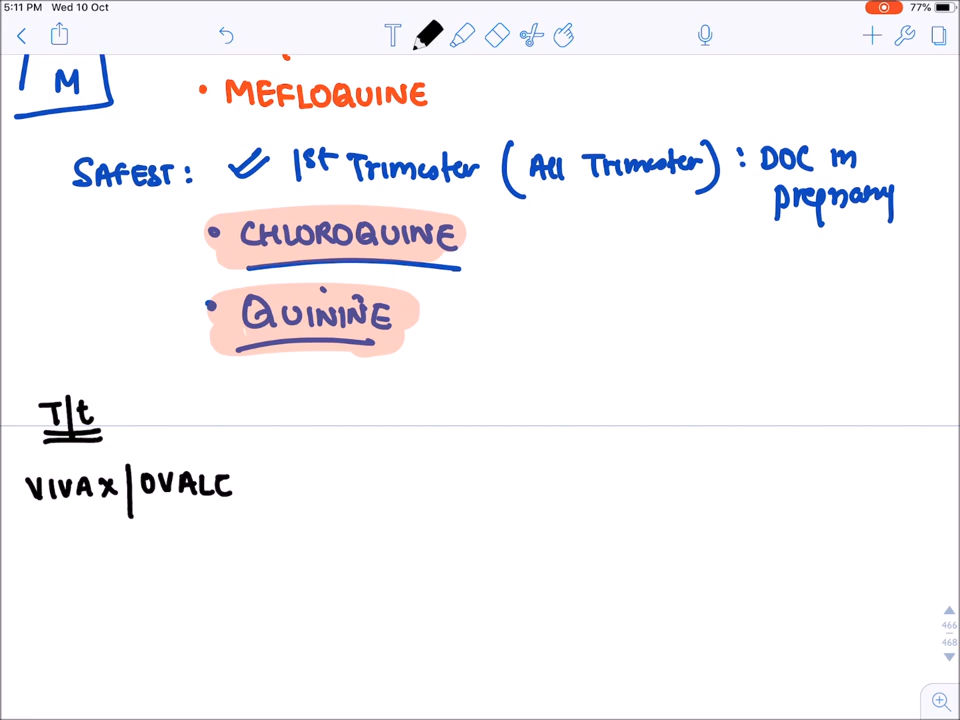 5:11 PM Wed 10 Oct 77%
T
M
• MEFLOQUINE
SAFEST: ✓ 1st Trimester (All Trimester) : DOC in
pregnany
• CHLOROQUINE
• QUININE
T|t
VIVAX | OVALE
466
468